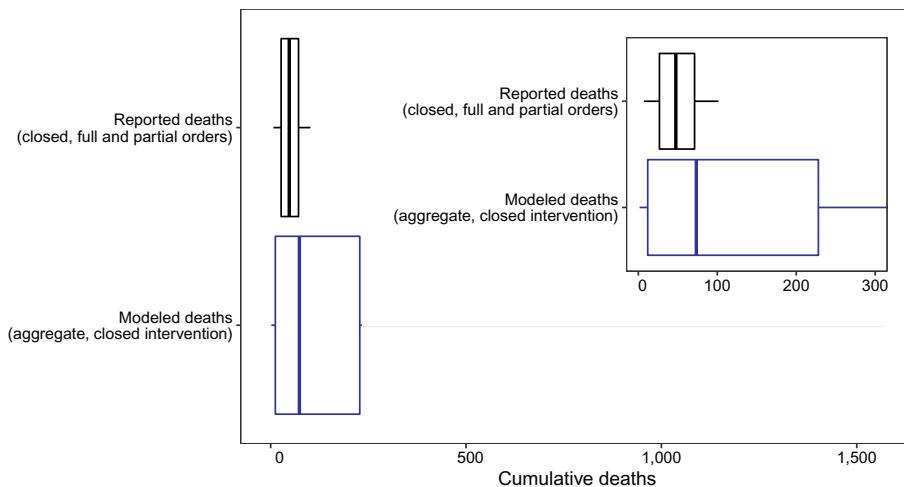 Reported deaths
(closed, full and partial orders)
Modeled deaths
(aggregate, closed intervention)
0
500
1,000
1,500
Cumulative deaths
Reported deaths
(closed, full and partial orders)
Modeled deaths
(aggregate, closed intervention)
0
100
200
300